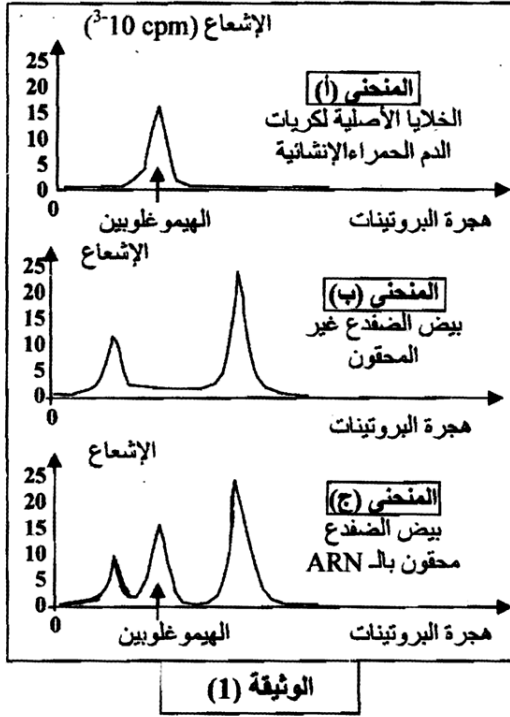 الإشعاع (10 cpm⁻³)
25
20
15
10
5
0
0
المنحنى (أ)
الخلايا الأصلية لكريات
الدم الحمراء الإنشائية
الهيموغلوبين
هجرة البروتينات
الإشعاع
25
20
15
10
5
0
0
المنحنى (ب)
بيض الضفدع غير
المحقون
هجرة البروتينات
الإشعاع
25
20
15
10
5
0
0
المنحنى (ج)
بيض الضفدع
محقون بالـ ARN
الهيموغلوبين
هجرة البروتينات
الوثيقة (1)